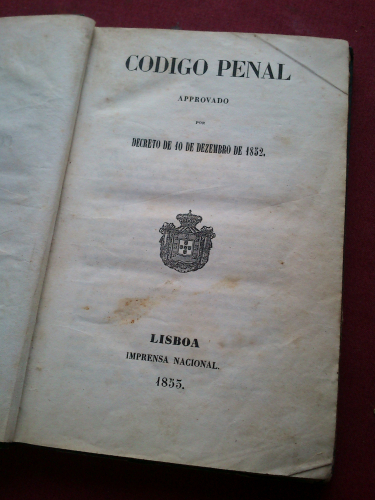 CODIGO PENAL
APPROVADO
POR
DECRETO DE 10 DE DEZEMBRO DE 1852.
LISBOA
IMPRENSA NACIONAL.
1855.